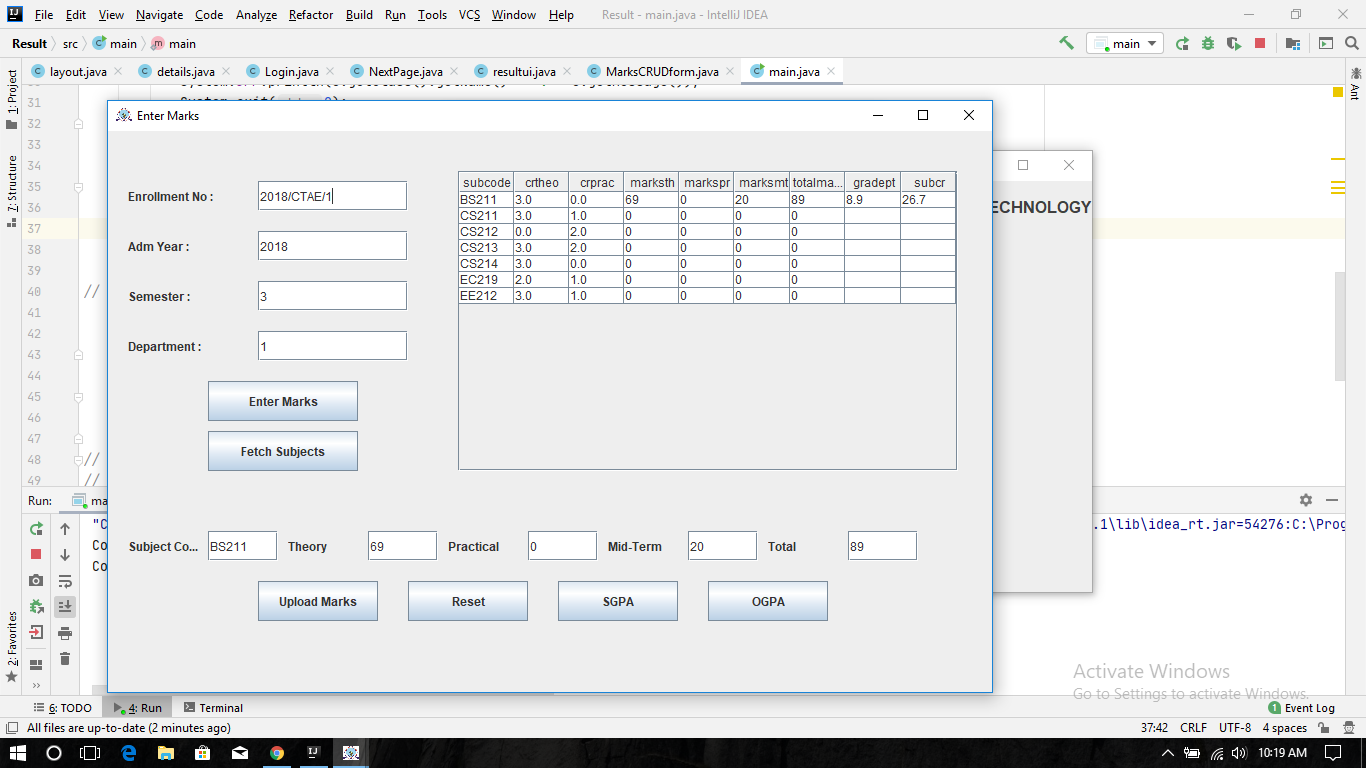 File Edit View Navigate Code Analyze Refactor Build Run Tools VCS Window Help Result - main.java - IntelliJ IDEA
Result src main main main
layout.java details.java Login.java NextPage.java resultui.java MarksCRUDform.java main.java
1: Project
7: Structure
2: Favorites
Ant
31
32
33
34
35
36
37
38
39
40 //
41
42
43
44
45
46
47
48 //
49 //
Enter Marks
ECHNOLOGY
Enrollment No : 2018/CTAE/1
Adm Year : 2018
Semester : 3
Department : 1
Enter Marks
Fetch Subjects
subcode crtheo crprac marksth markspr marksmt totalma... gradept subcr
BS211 3.0 0.0 69 0 20 89 8.9 26.7
CS211 3.0 1.0 0 0 0 0
CS212 0.0 2.0 0 0 0 0
CS213 3.0 2.0 0 0 0 0
CS214 3.0 0.0 0 0 0 0
EC219 2.0 1.0 0 0 0 0
EE212 3.0 1.0 0 0 0 0
Subject Co... BS211 Theory 69 Practical 0 Mid-Term 20 Total 89
Upload Marks Reset SGPA OGPA
Run: ma
"C
Co
Co
.1\lib\idea_rt.jar=54276:C:\Prog
Activate Windows
Go to Settings to activate Windows.
6: TODO 4: Run Terminal 1 Event Log
All files are up-to-date (2 minutes ago) 37:42 CRLF UTF-8 4 spaces
10:19 AM